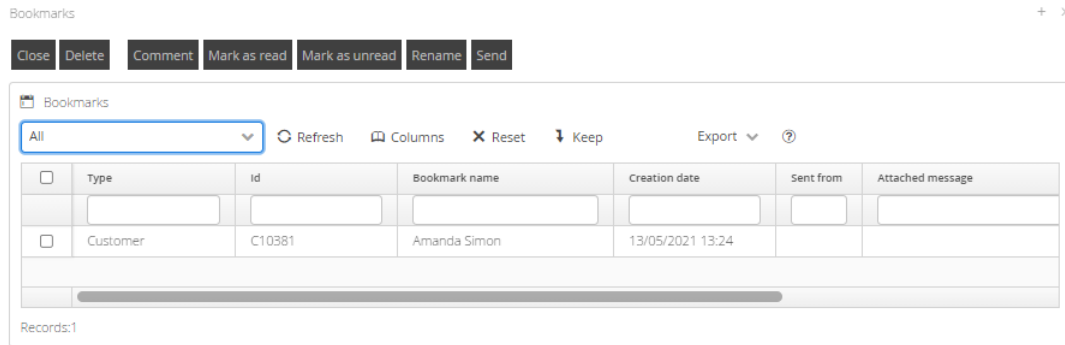 Bookmarks
Close Delete Comment Mark as read Mark as unread Rename Send
Bookmarks
All Refresh Columns Reset Keep Export
Type Id Bookmark name Creation date Sent from Attached message
Customer C10381 Amanda Simon 13/05/2021 13:24
Records:1